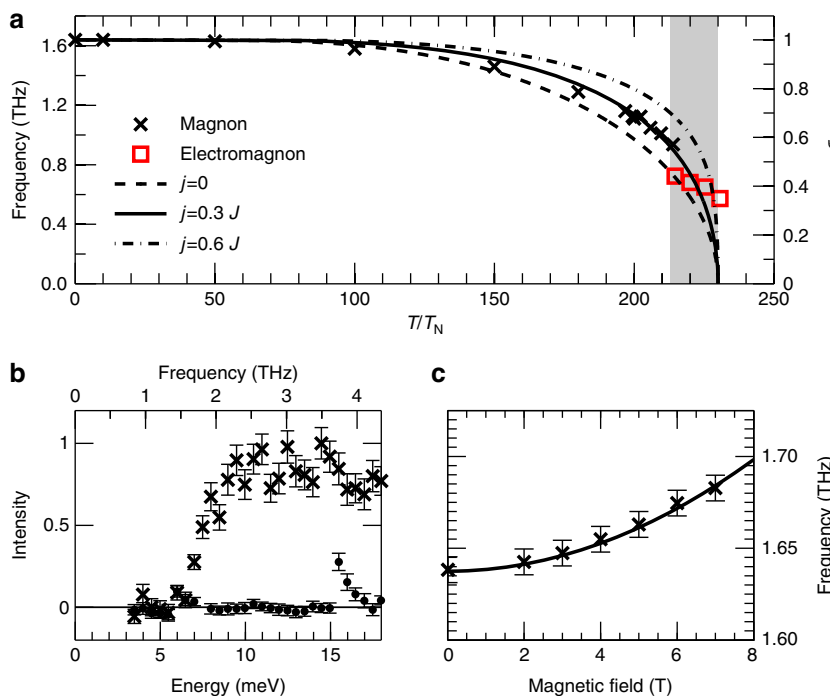 a
Frequency (THz)
1.6
1.2
0.8
0.4
0.0
1
0.8
0.6
0.4
0.2
0
Magnon
Electromagnon
j=0
j=0.3 J
j=0.6 J
0 50 100 150 200 250
T/T_N
b
Frequency (THz)
0 1 2 3 4
Intensity
1
0.5
0
0 5 10 15
Energy (meV)
c
1.70
1.65
1.60
Frequency (THz)
0 2 4 6 8
Magnetic field (T)